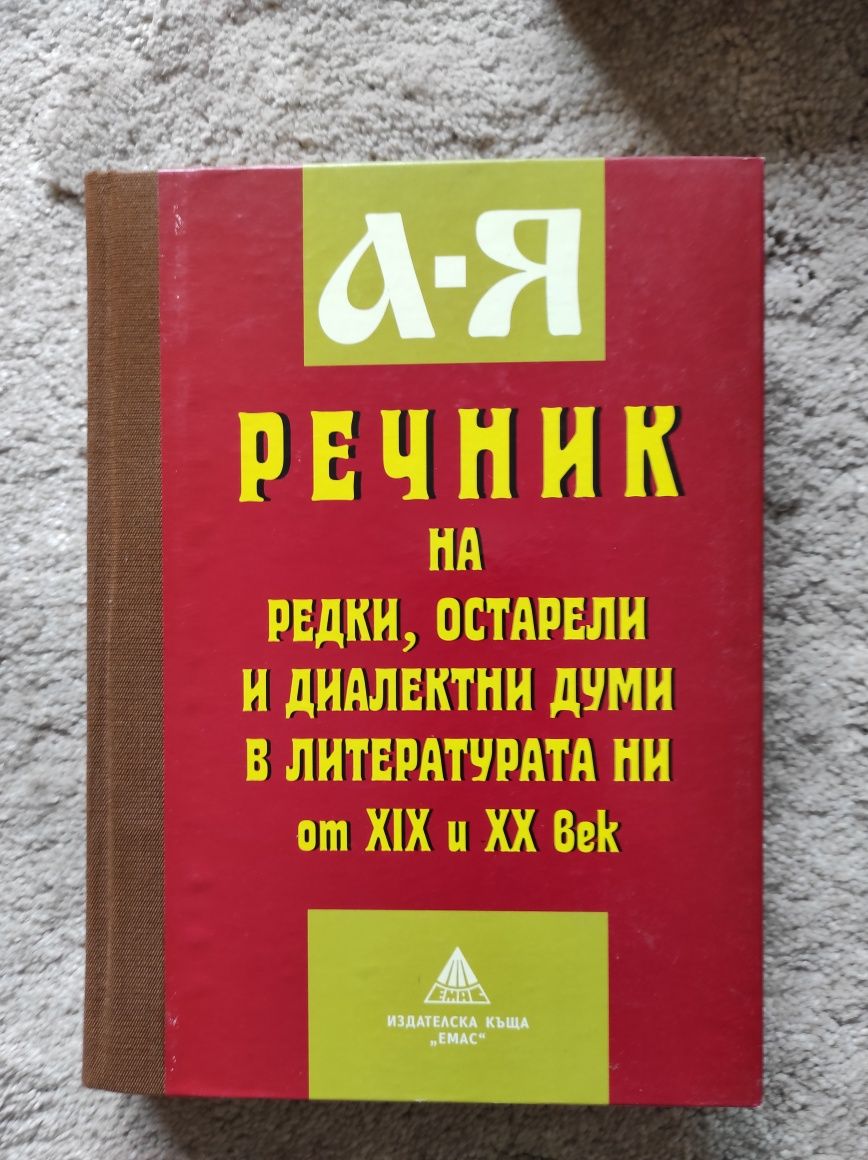 А-Я
РЕЧНИК
НА
РЕДКИ, ОСТАРЕЛИ
И ДИАЛЕКТНИ ДУМИ
В ЛИТЕРАТУРАТА НИ
от XIX и XX век
ЕМАС
ИЗДАТЕЛСКА КЪЩА
„ЕМАС“